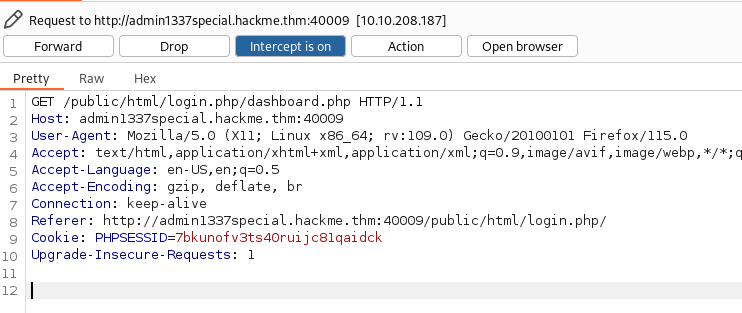 Request to http://admin1337special.hackme.thm:40009 [10.10.208.187]
Forward Drop Intercept is on Action Open browser
Pretty Raw Hex
1 GET /public/html/login.php/dashboard.php HTTP/1.1
2 Host: admin1337special.hackme.thm:40009
3 User-Agent: Mozilla/5.0 (X11; Linux x86_64; rv:109.0) Gecko/20100101 Firefox/115.0
4 Accept: text/html,application/xhtml+xml,application/xml;q=0.9,image/avif,image/webp,*/*;q
5 Accept-Language: en-US,en;q=0.5
6 Accept-Encoding: gzip, deflate, br
7 Connection: keep-alive
8 Referer: http://admin1337special.hackme.thm:40009/public/html/login.php/
9 Cookie: PHPSESSID=7bkunofv3ts40ruijc81qaidck
10 Upgrade-Insecure-Requests: 1
11
12